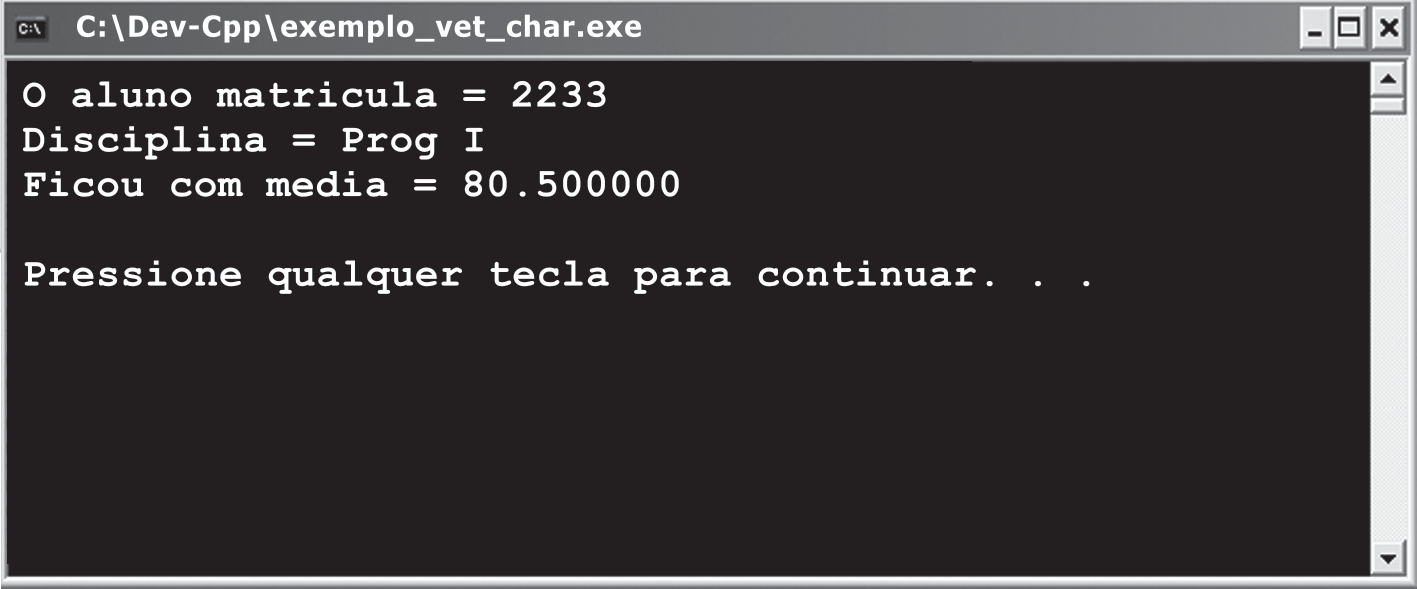 C:\Dev-Cpp\exemplo_vet_char.exe
O aluno matricula = 2233
Disciplina = Prog I
Ficou com media = 80.500000
Pressione qualquer tecla para continuar. . .